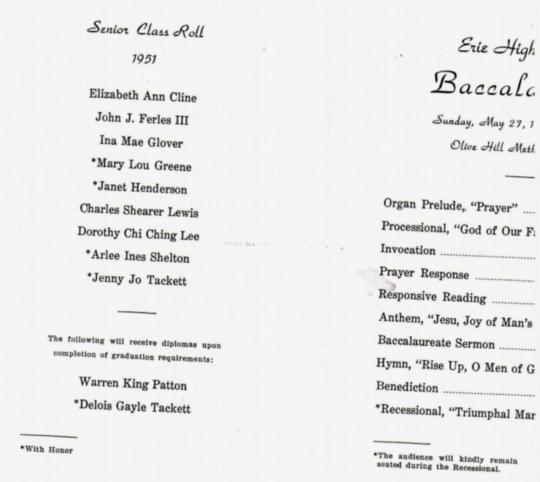 Senior Class Roll
1951
Elizabeth Ann Cline
John J. Ferles III
Ina Mae Glover
*Mary Lou Greene
*Janet Henderson
Charles Shearer Lewis
Dorothy Chi Ching Lee
*Arlee Ines Shelton
*Jenny Jo Tackett
The following will receive diplomas upon
completion of graduation requirements:
Warren King Patton
*Delois Gayle Tackett
*With Honor
Erie High
Baccala
Sunday, May 27, 1
Olive Hill Meth
Organ Prelude, "Prayer" ....
Processional, "God of Our F
Invocation ....................
Prayer Response ..............
Responsive Reading ..........
Anthem, "Jesu, Joy of Man's
Baccalaureate Sermon ........
Hymn, "Rise Up, O Men of G
Benediction ....................
*Recessional, "Triumphal Mar
*The audience will kindly remain
seated during the Recessional.